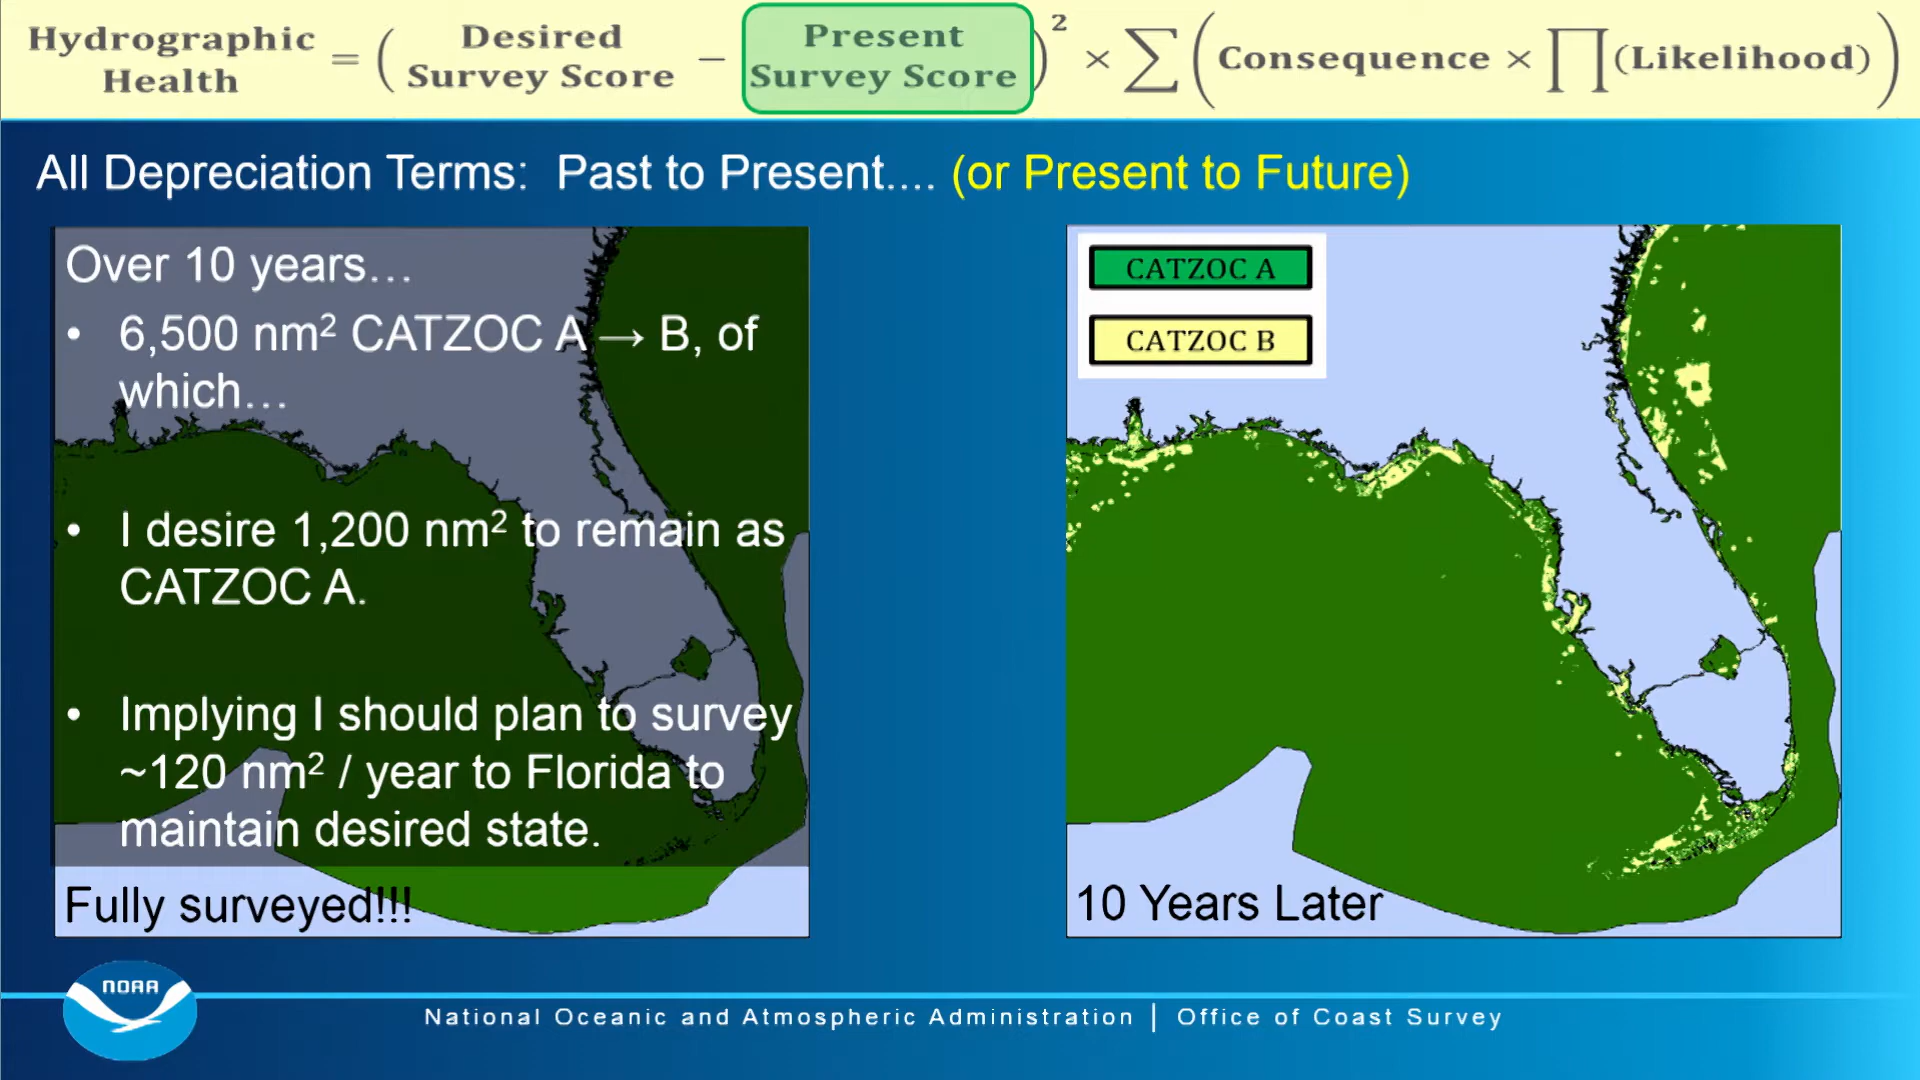 Hydrographic Health = ( Desired Survey Score − Present Survey Score )² × ∑ ( Consequence × ∏ (Likelihood) )
All Depreciation Terms:  Past to Present.... (or Present to Future)
Over 10 years…
• 6,500 nm² CATZOC A → B, of
which…
• I desire 1,200 nm² to remain as
CATZOC A.
• Implying I should plan to survey
~120 nm² / year to Florida to
maintain desired state.
Fully surveyed!!!
CATZOC A
CATZOC B
10 Years Later
NOAA
National Oceanic and Atmospheric Administration | Office of Coast Survey